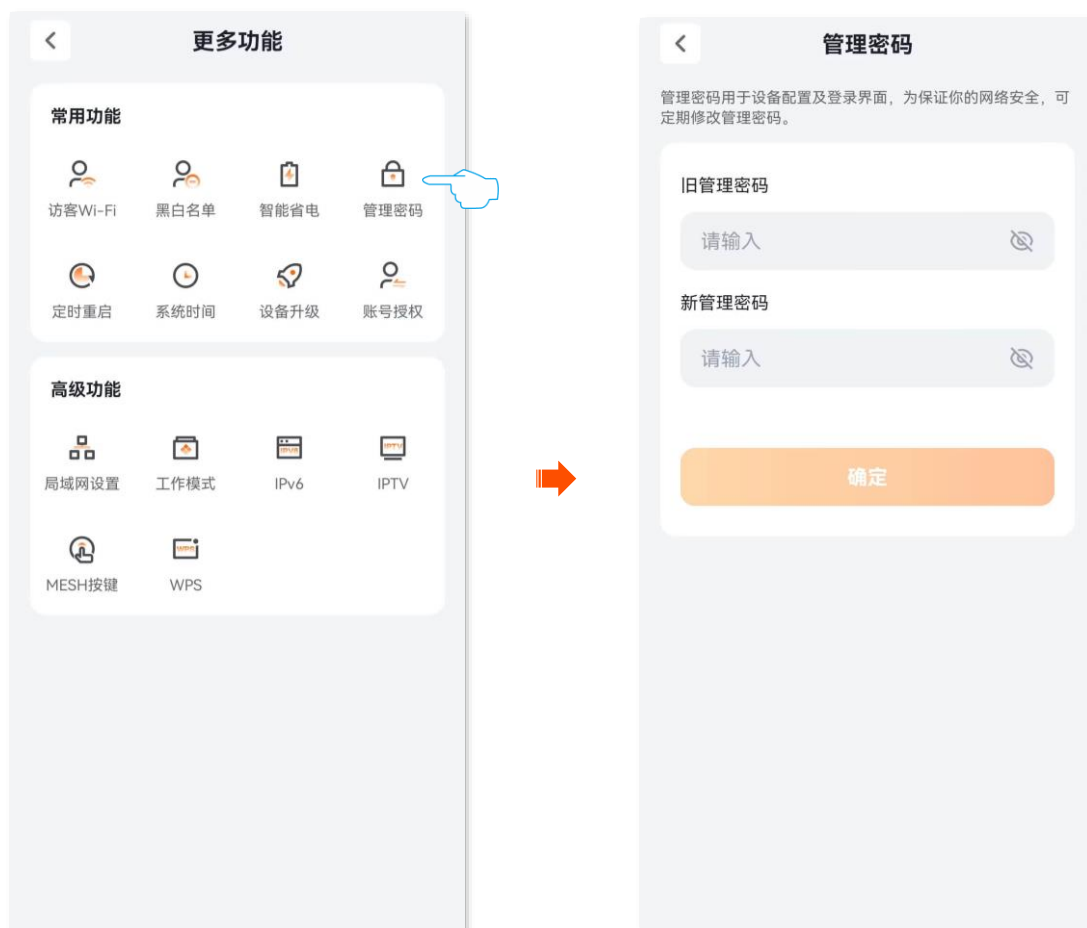 更多功能
常用功能
访客Wi-Fi 黑白名单 智能省电 管理密码
定时重启 系统时间 设备升级 账号授权
高级功能
IPV6 IPTV
局域网设置 工作模式 IPv6 IPTV
WPS
MESH按键 WPS
管理密码
管理密码用于设备配置及登录界面，为保证你的网络安全，可
定期修改管理密码。
旧管理密码
请输入
新管理密码
请输入
确定